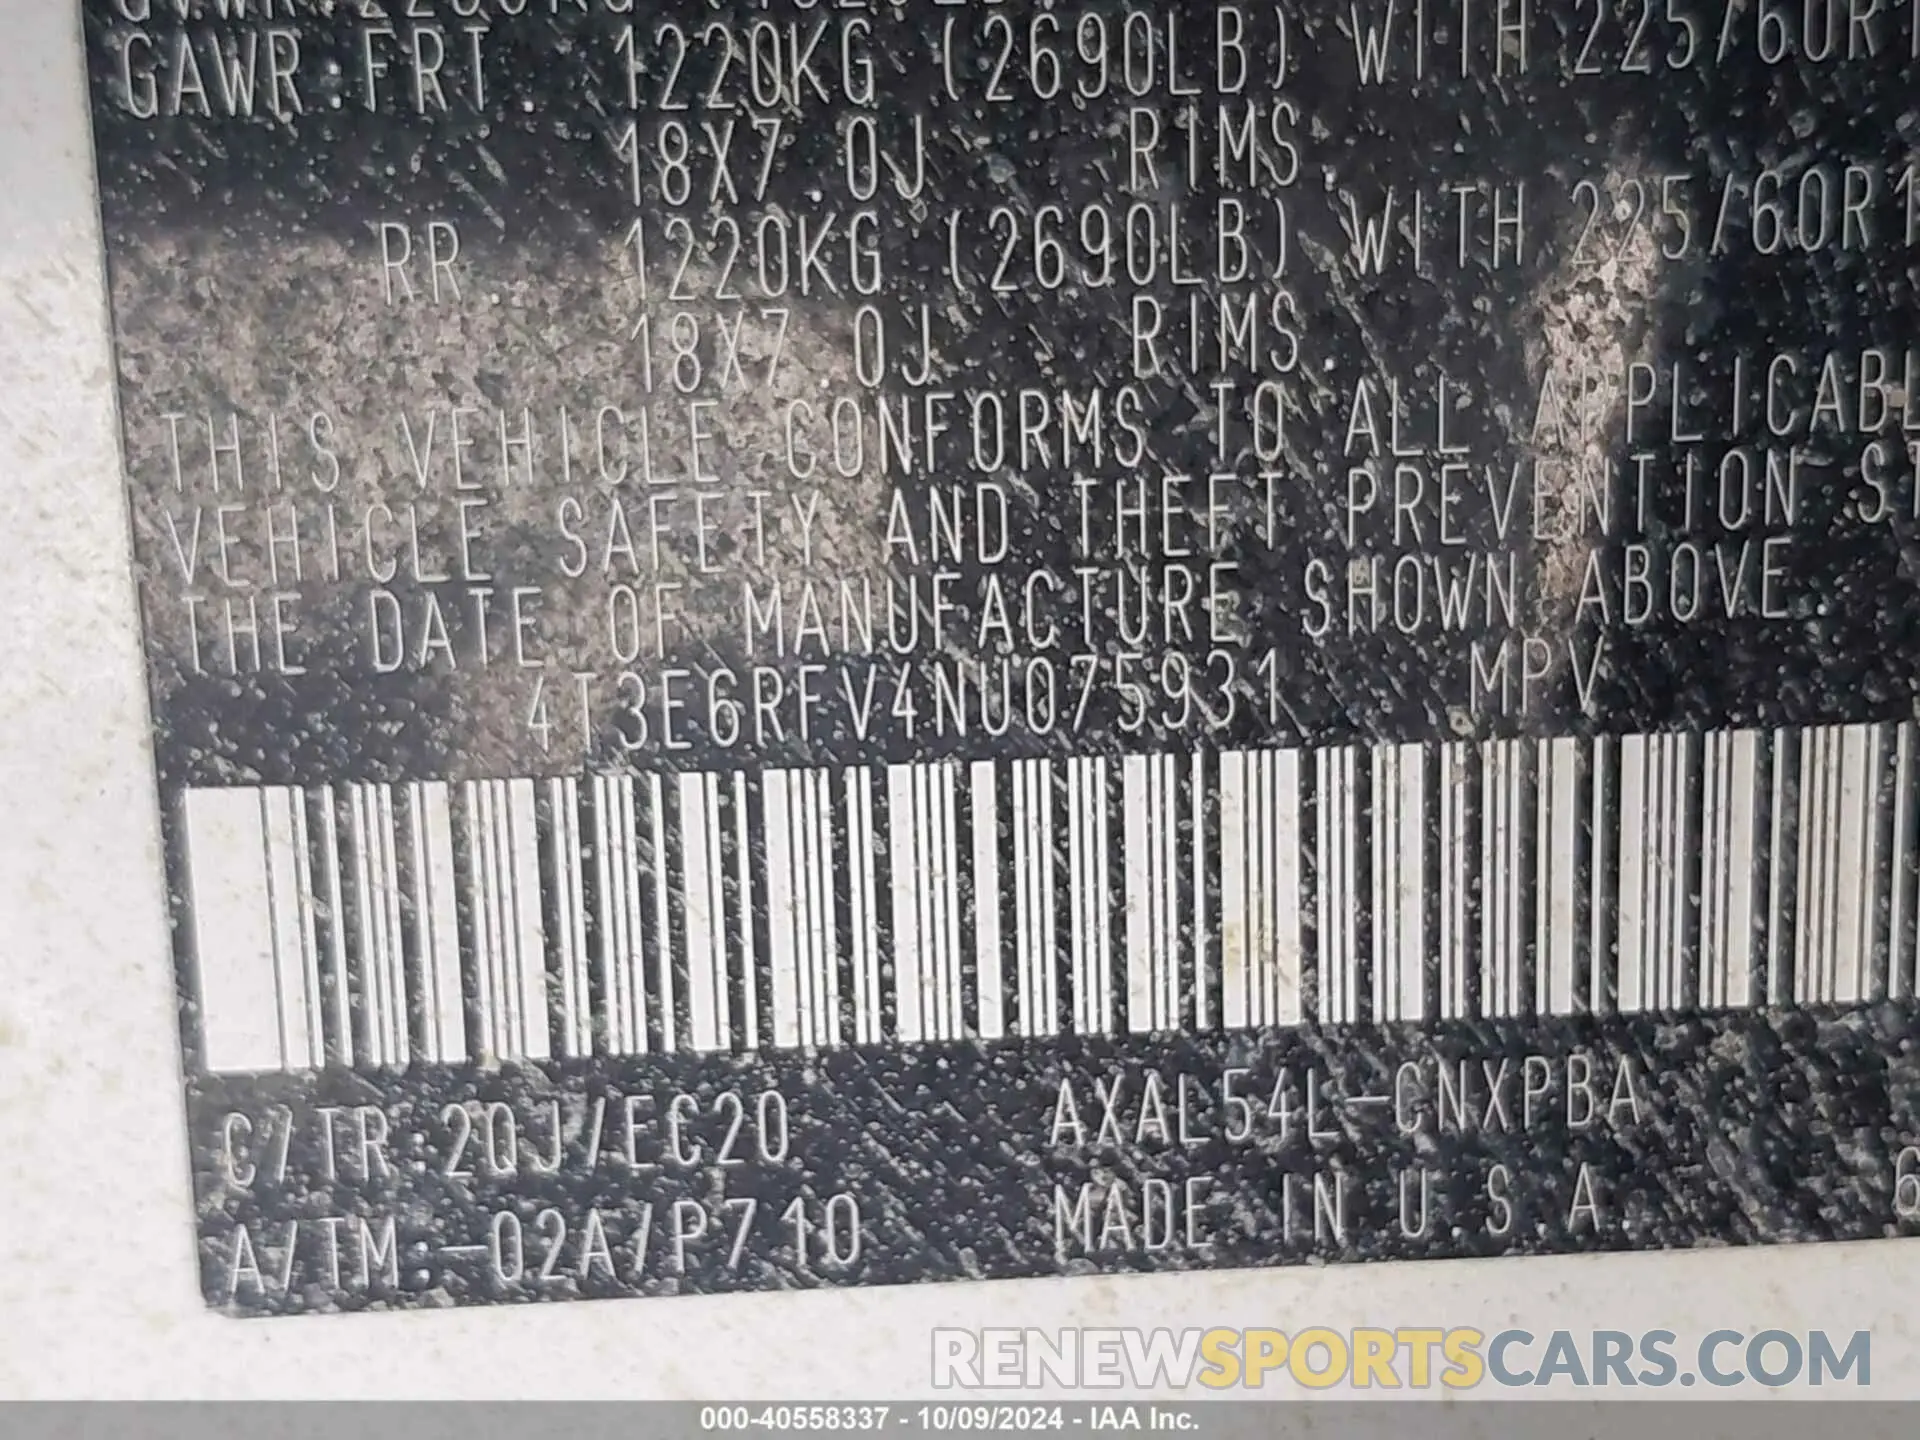 GAWR FRT. 1220KG (2690LB) WITH 225/60R1
18X7.0J RIMS.
RR 1220KG (2690LB) WITH 225/60R1
18X7.0J RIMS.
THIS VEHICLE CONFORMS TO ALL APPLICABL
VEHICLE SAFETY AND THEFT PREVENTION ST
THE DATE OF MANUFACTURE SHOWN ABOVE.
4T3E6RFV4NU075931 MPV
C/TR:2QJ/EC20 AXAL54L-CNXPBA
A/TM:-02A/P710 MADE IN U.S.A. 6
RENEWSPORTSCARS.COM
000-40558337 - 10/09/2024 - IAA Inc.